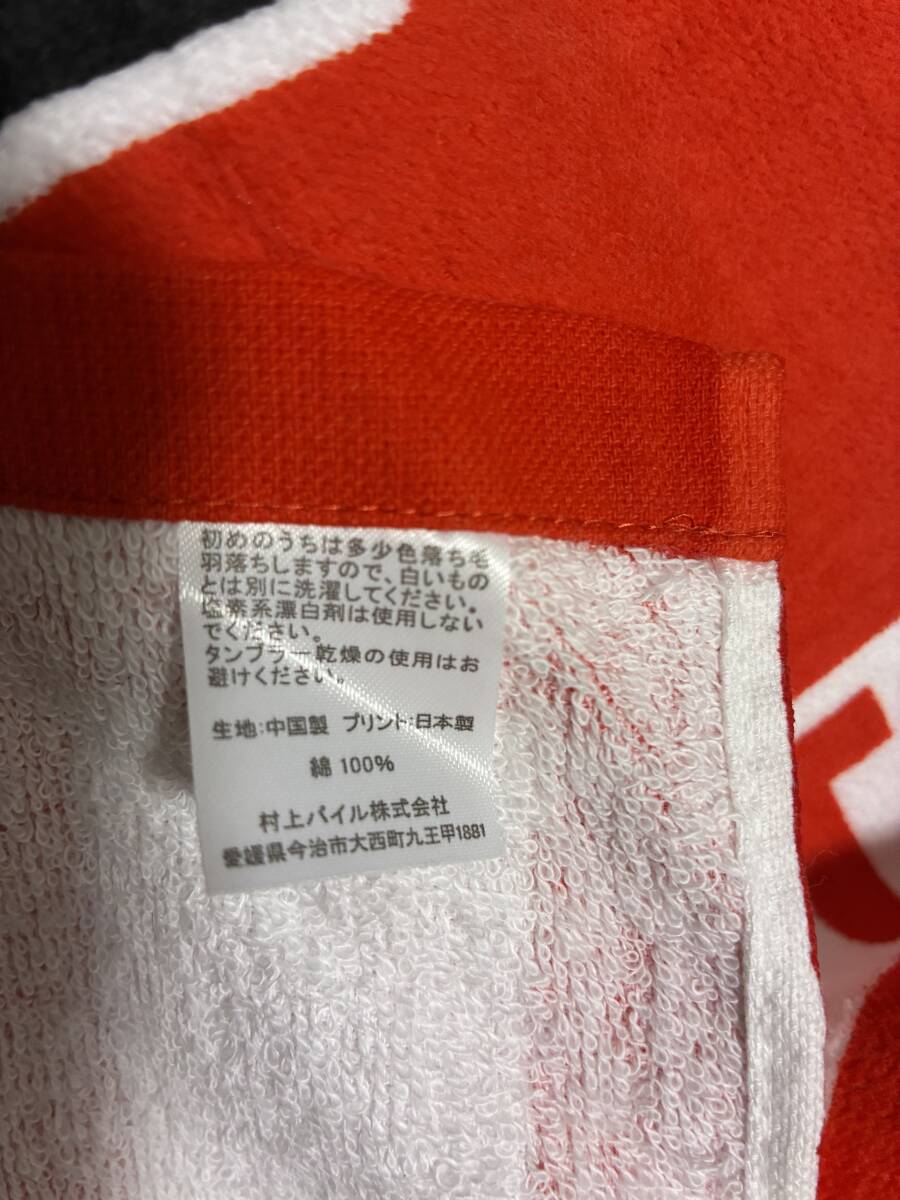 初めのうちは多少色落ち毛
羽落ちしますので、白いもの
とは別に洗濯してください。
塩素系漂白剤は使用しない
でください。
タンブラー乾燥の使用はお
避けください。
生地:中国製 プリント:日本製
綿 100%
村上パイル株式会社
愛媛県今治市大西町九王甲1881